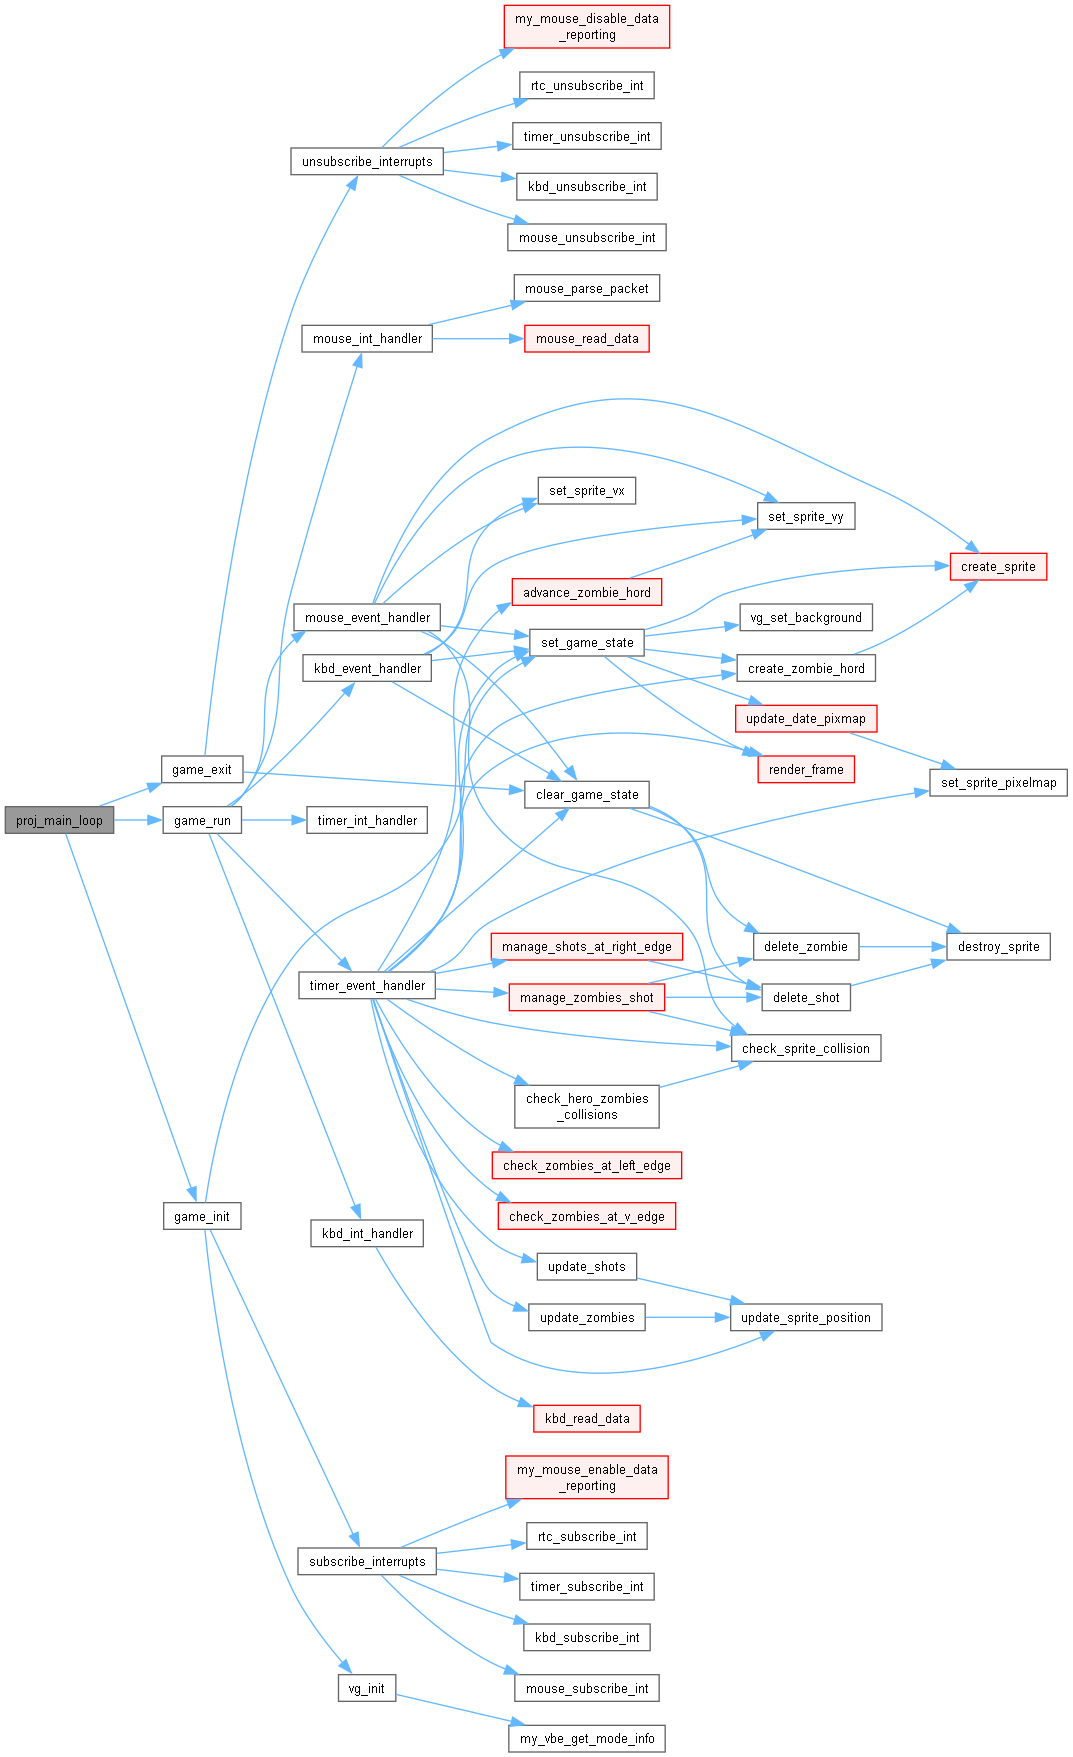 my_mouse_disable_data
_reporting
rtc_unsubscribe_int
timer_unsubscribe_int
unsubscribe_interrupts
kbd_unsubscribe_int
mouse_unsubscribe_int
mouse_parse_packet
mouse_int_handler
mouse_read_data
set_sprite_vx
set_sprite_vy
create_sprite
advance_zombie_hord
mouse_event_handler
vg_set_background
set_game_state
kbd_event_handler
create_zombie_hord
update_date_pixmap
game_exit
render_frame
set_sprite_pixelmap
clear_game_state
proj_main_loop
game_run
timer_int_handler
manage_shots_at_right_edge
delete_zombie
destroy_sprite
timer_event_handler
manage_zombies_shot
delete_shot
check_sprite_collision
check_hero_zombies
_collisions
check_zombies_at_left_edge
game_init
check_zombies_at_v_edge
kbd_int_handler
update_shots
update_zombies
update_sprite_position
kbd_read_data
my_mouse_enable_data
_reporting
rtc_subscribe_int
subscribe_interrupts
timer_subscribe_int
kbd_subscribe_int
vg_init
mouse_subscribe_int
my_vbe_get_mode_info